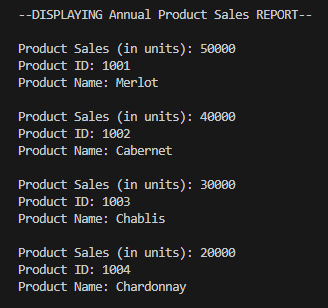 --DISPLAYING Annual Product Sales REPORT--
Product Sales (in units): 50000
Product ID: 1001
Product Name: Merlot
Product Sales (in units): 40000
Product ID: 1002
Product Name: Cabernet
Product Sales (in units): 30000
Product ID: 1003
Product Name: Chablis
Product Sales (in units): 20000
Product ID: 1004
Product Name: Chardonnay